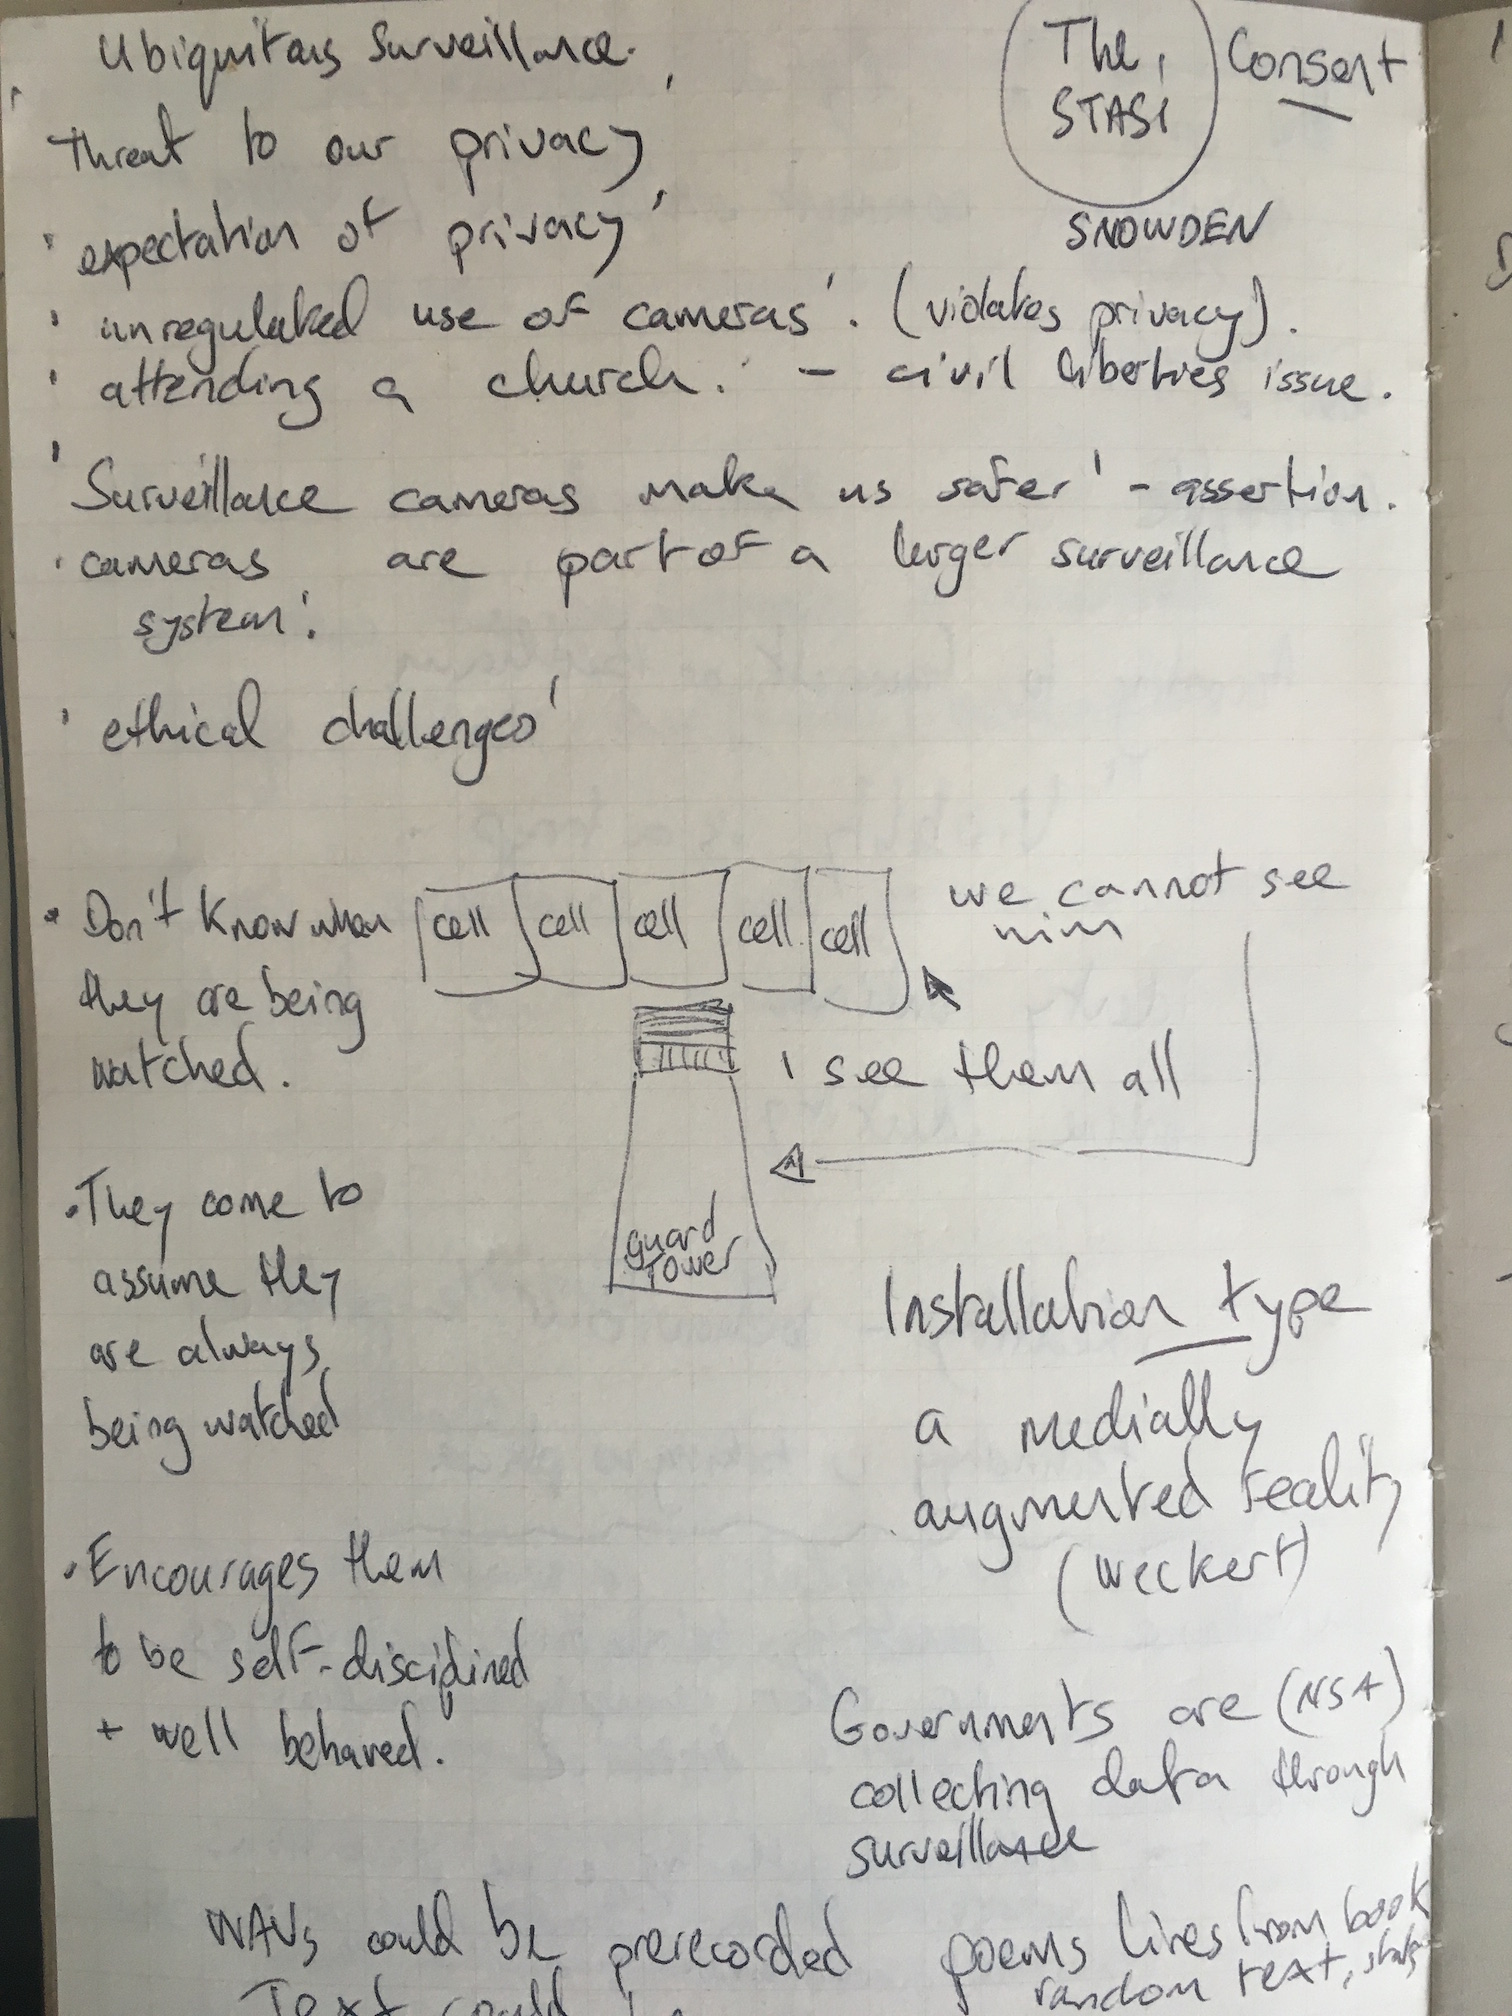 Ubiquitous Surveillance.
The STASI
Consent
'Threat to our privacy'
SNOWDEN
'expectation of privacy'
'unregulated use of cameras'. (violates privacy).
'attending a church.' - civil liberties issue.
'Surveillance cameras make us safer' - assertion.
'cameras are part of a larger surveillance
system'.
'ethical challenges'
• Don't know when
they are being
watched.
cell cell cell cell cell
we cannot see
him
I see them all
guard
tower
• They come to
assume they
are always
being watched
Installation type
a medially
augmented reality
(Weckert)
• Encourages them
to be self-disciplined
+ well behaved.
Governments are (NSA)
collecting data through
surveillance
WAVs could be prerecorded poems lines from book
random text,
Text could